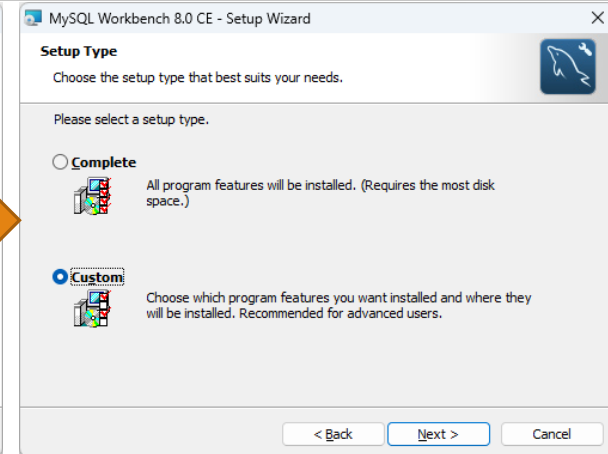 MySQL Workbench 8.0 CE - Setup Wizard
Setup Type
Choose the setup type that best suits your needs.
Please select a setup type.
Complete
All program features will be installed. (Requires the most disk
space.)
Custom
Choose which program features you want installed and where they
will be installed. Recommended for advanced users.
< Back
Next >
Cancel